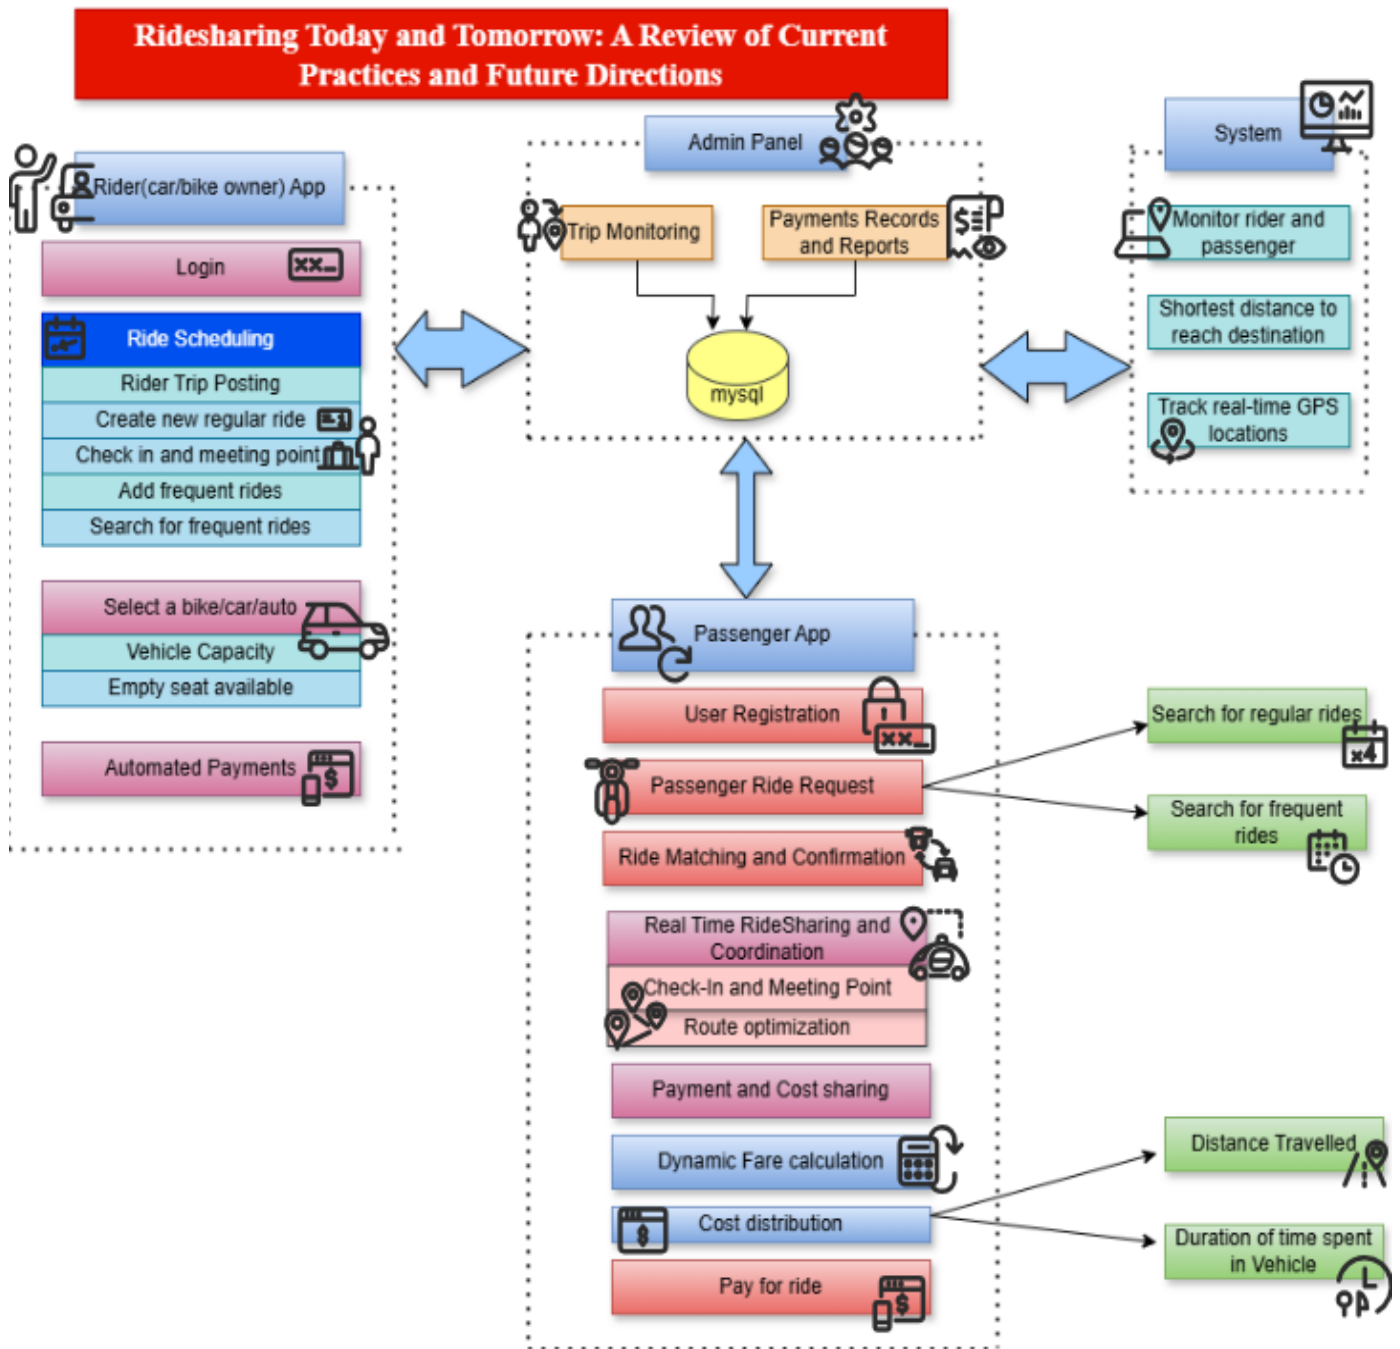 Ridesharing Today and Tomorrow: A Review of Current
Practices and Future Directions
Rider(car/bike owner) App
Login
xx_
Ride Scheduling
Rider Trip Posting
Create new regular ride
Check in and meeting point
Add frequent rides
Search for frequent rides
Select a bike/car/auto
Vehicle Capacity
Empty seat available
Automated Payments
$
Admin Panel
Trip Monitoring
Payments Records
and Reports
$
mysql
System
Monitor rider and
passenger
Shortest distance to
reach destination
Track real-time GPS
locations
Passenger App
User Registration
xx_
Passenger Ride Request
Ride Matching and Confirmation
Real Time RideSharing and
Coordination
Check-In and Meeting Point
Route optimization
Payment and Cost sharing
Dynamic Fare calculation
Cost distribution
$
Pay for ride
$
Search for regular rides
x4
Search for frequent
rides
Distance Travelled
Duration of time spent
in Vehicle